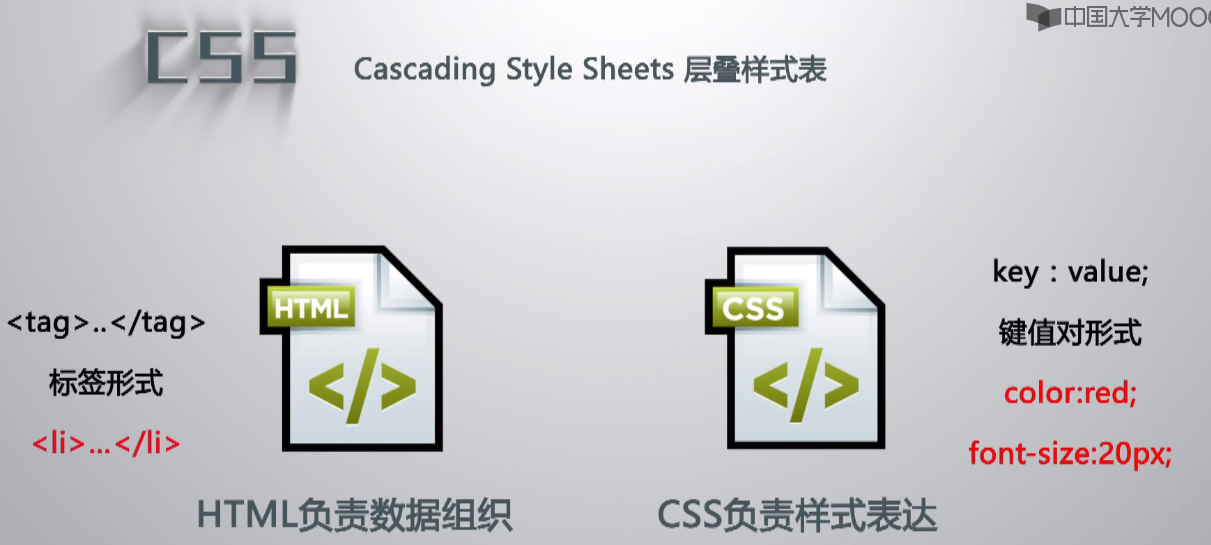 中国大学MOOC
CSS
Cascading Style Sheets 层叠样式表
<tag>..</tag>
标签形式
<li>...</li>
HTML
</>
CSS
</>
key : value;
键值对形式
color:red;
font-size:20px;
HTML负责数据组织
CSS负责样式表达